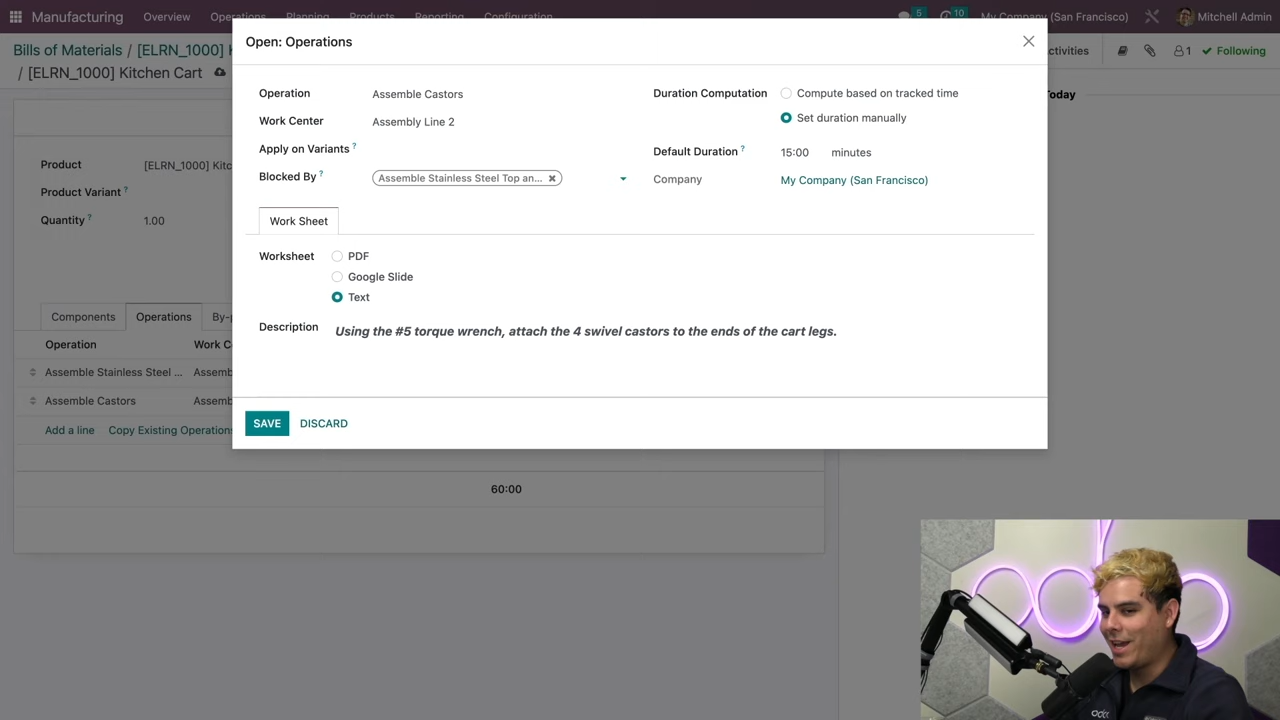 Manufacturing Overview Operations Planning Products Reporting Configuration 5 10 My Company (San Francisco) Mitchell Admin
Bills of Materials / [ELRN_1000] K
/ [ELRN_1000] Kitchen Cart
1 Following
Open: Operations
Operation Assemble Castors
Work Center Assembly Line 2
Apply on Variants ?
Blocked By ? Assemble Stainless Steel Top an...
Duration Computation Compute based on tracked time
Set duration manually
Default Duration ? 15:00 minutes
Company My Company (San Francisco)
Work Sheet
Worksheet PDF
Google Slide
Text
Description Using the #5 torque wrench, attach the 4 swivel castors to the ends of the cart legs.
SAVE DISCARD
Product [ELRN_1000] Kitc
Product Variant ?
Quantity ? 1.00
Components Operations By-p
Operation Work C
Assemble Stainless Steel ... Assemb
Assemble Castors Assemb
Add a line Copy Existing Operations
60:00